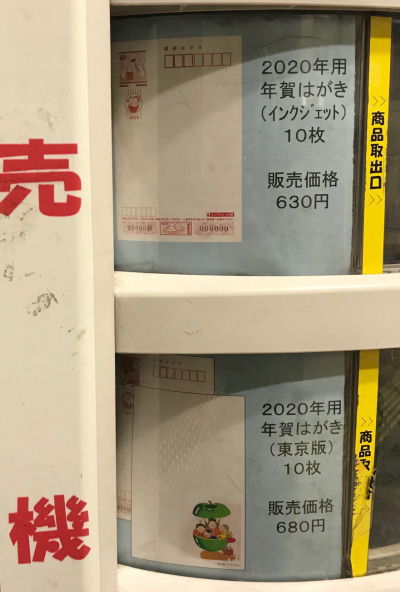 売
機
2020年用
年賀はがき
(インクジェット)
10枚
販売価格
630円
商品取出口
2020年用
年賀はがき
(東京版)
10枚
販売価格
680円
商品取